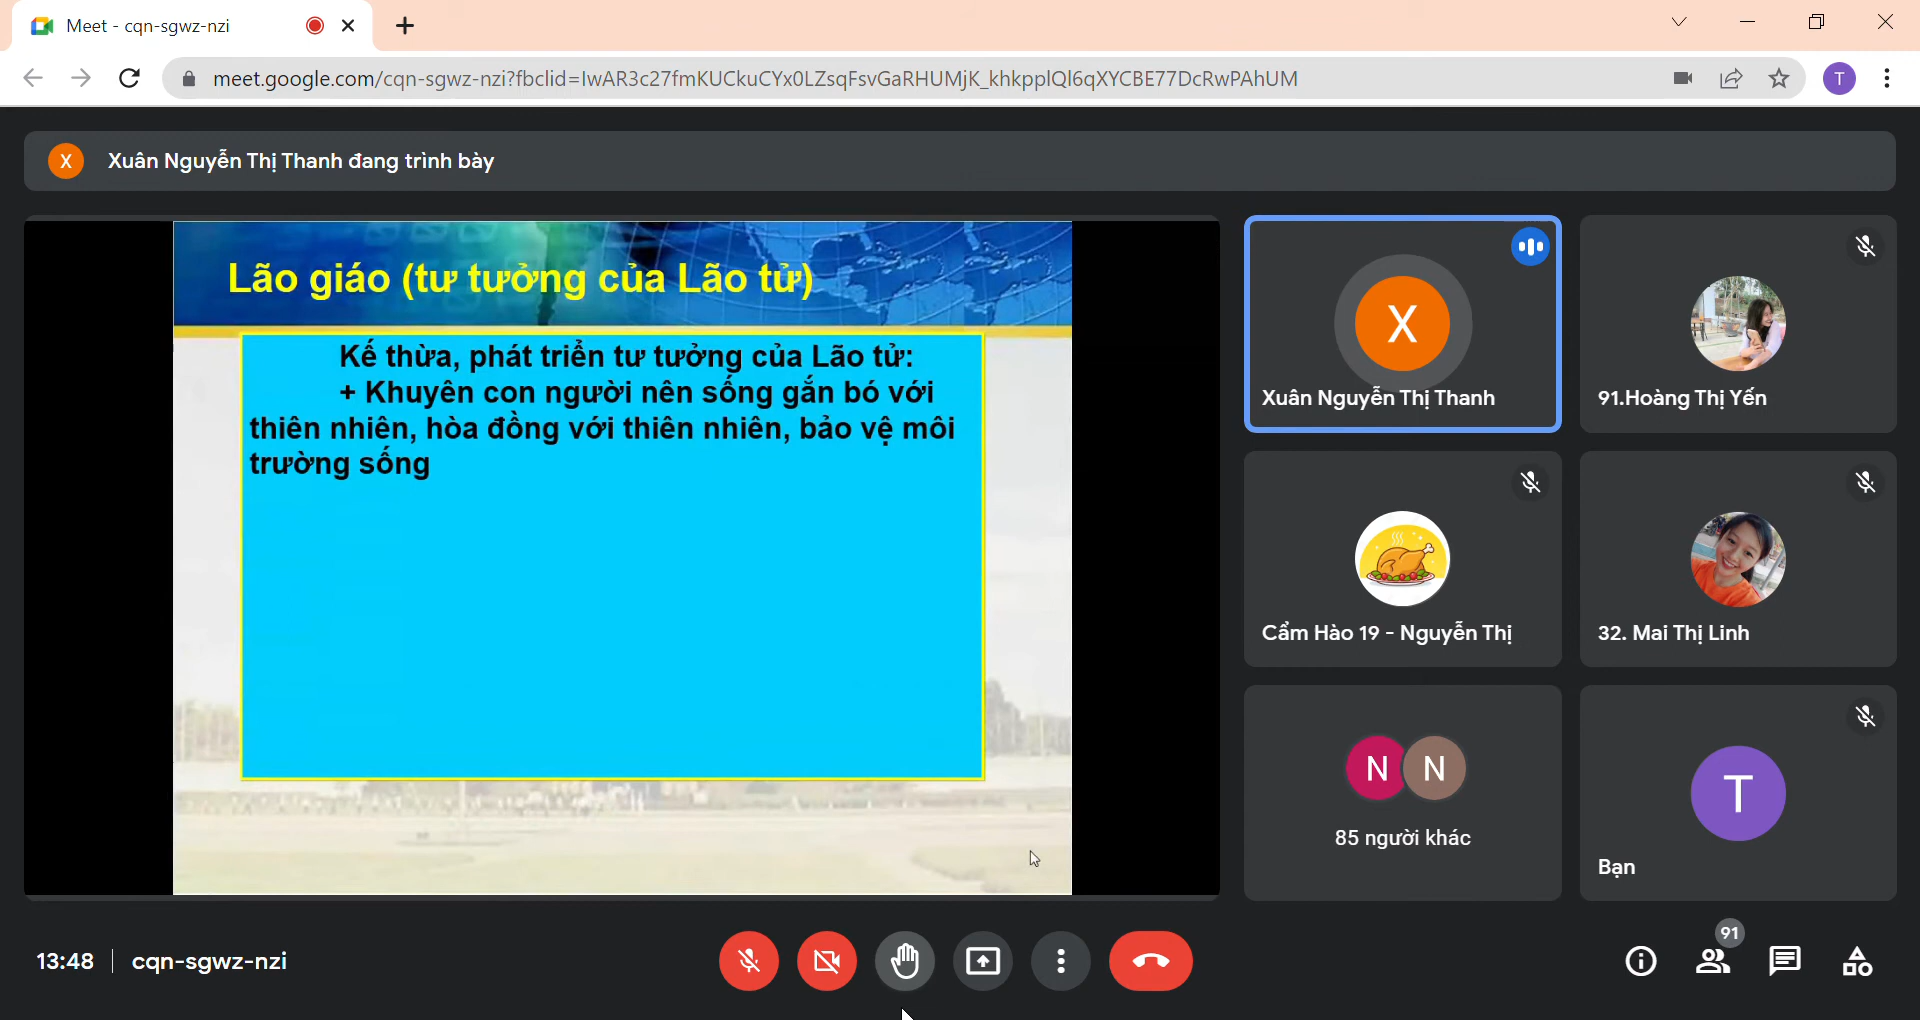 Meet - cqn-sgwz-nzi
meet.google.com/cqn-sgwz-nzi?fbclid=IwAR3c27fmKUCkuCYx0LZsqFsvGaRHUMjK_khkpplQl6qXYCBE77DcRwPAhUM
T
X
Xuân Nguyễn Thị Thanh đang trình bày
Lão giáo (tư tưởng của Lão tử)
Kế thừa, phát triển tư tưởng của Lão tử:
+ Khuyên con người nên sống gắn bó với
thiên nhiên, hòa đồng với thiên nhiên, bảo vệ môi
trường sống
X
Xuân Nguyễn Thị Thanh
91.Hoàng Thị Yến
Cẩm Hào 19 - Nguyễn Thị
32. Mai Thị Linh
N N
85 người khác
T
Bạn
13:48 cqn-sgwz-nzi
91